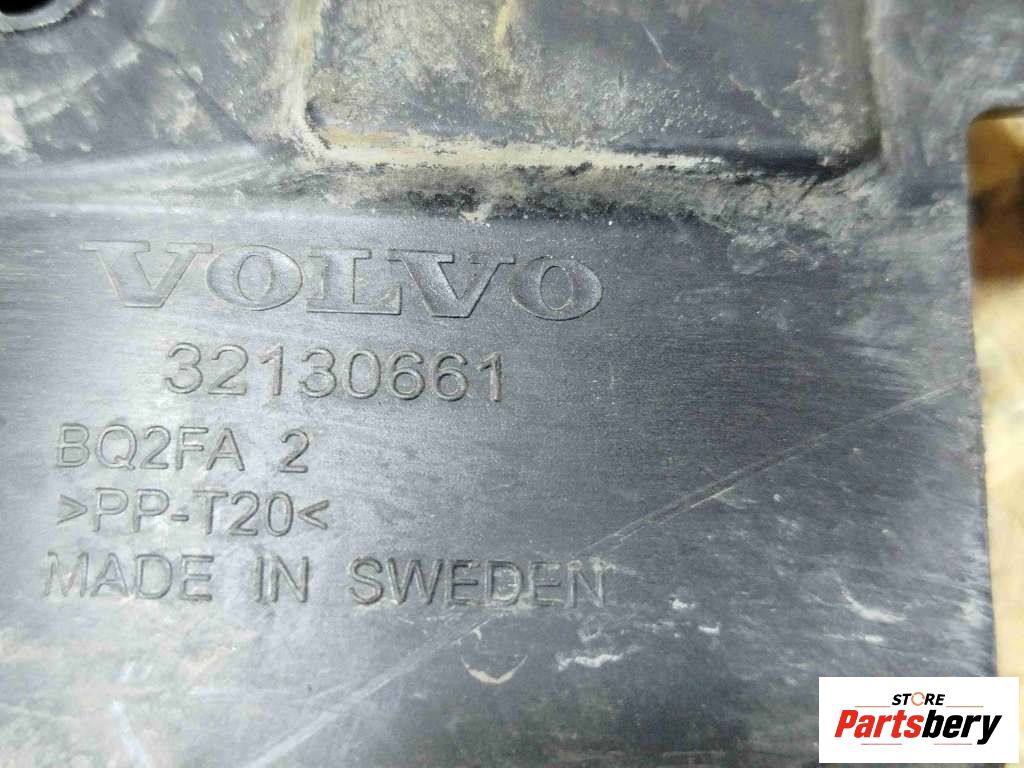 VOLVO
32130661
BQ2FA 2
>PP-T20<
MADE IN SWEDEN
STORE
Partsbery